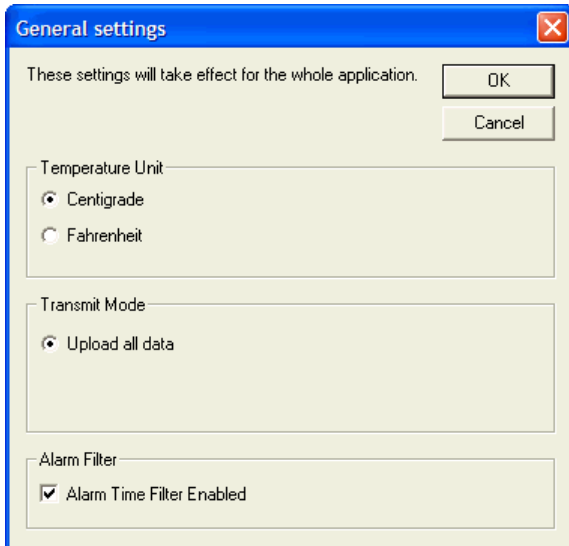 General settings
These settings will take effect for the whole application.
OK
Cancel
Temperature Unit
Centigrade
Fahrenheit
Transmit Mode
Upload all data
Alarm Filter
Alarm Time Filter Enabled